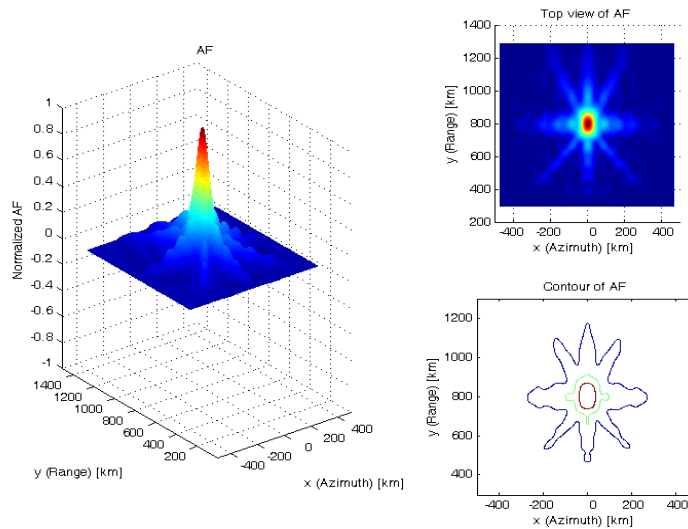 AF
1
0.8
0.6
0.4
0.2
0
-0.2
-0.4
-0.6
-0.8
-1
Normalized AF
1400
1200
1000
800
600
400
200
y (Range) [km]
-400
-200
0
200
400
x (Azimuth) [km]
Top view of AF
1400
1200
1000
800
600
400
200
y (Range) [km]
-400 -200 0 200 400
x (Azimuth) [km]
Contour of AF
1200
1000
800
600
400
y (Range) [km]
-400 -200 0 200 400
x (Azimuth) [km]